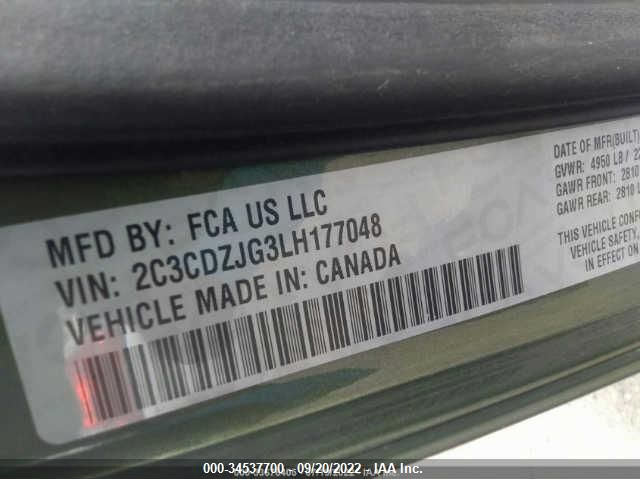 MFD BY: FCA US LLC
VIN: 2C3CDZJG3LH177048
VEHICLE MADE IN: CANADA
DATE OF MFR(BUILT)
GVWR: 4950 LB /
GAWR FRONT: 2810
GAWR REAR: 2810
THIS VEHICLE
VEHICLE SAFETY,
IN EFFECT
000-34537700 - 09/20/2022 - IAA Inc.